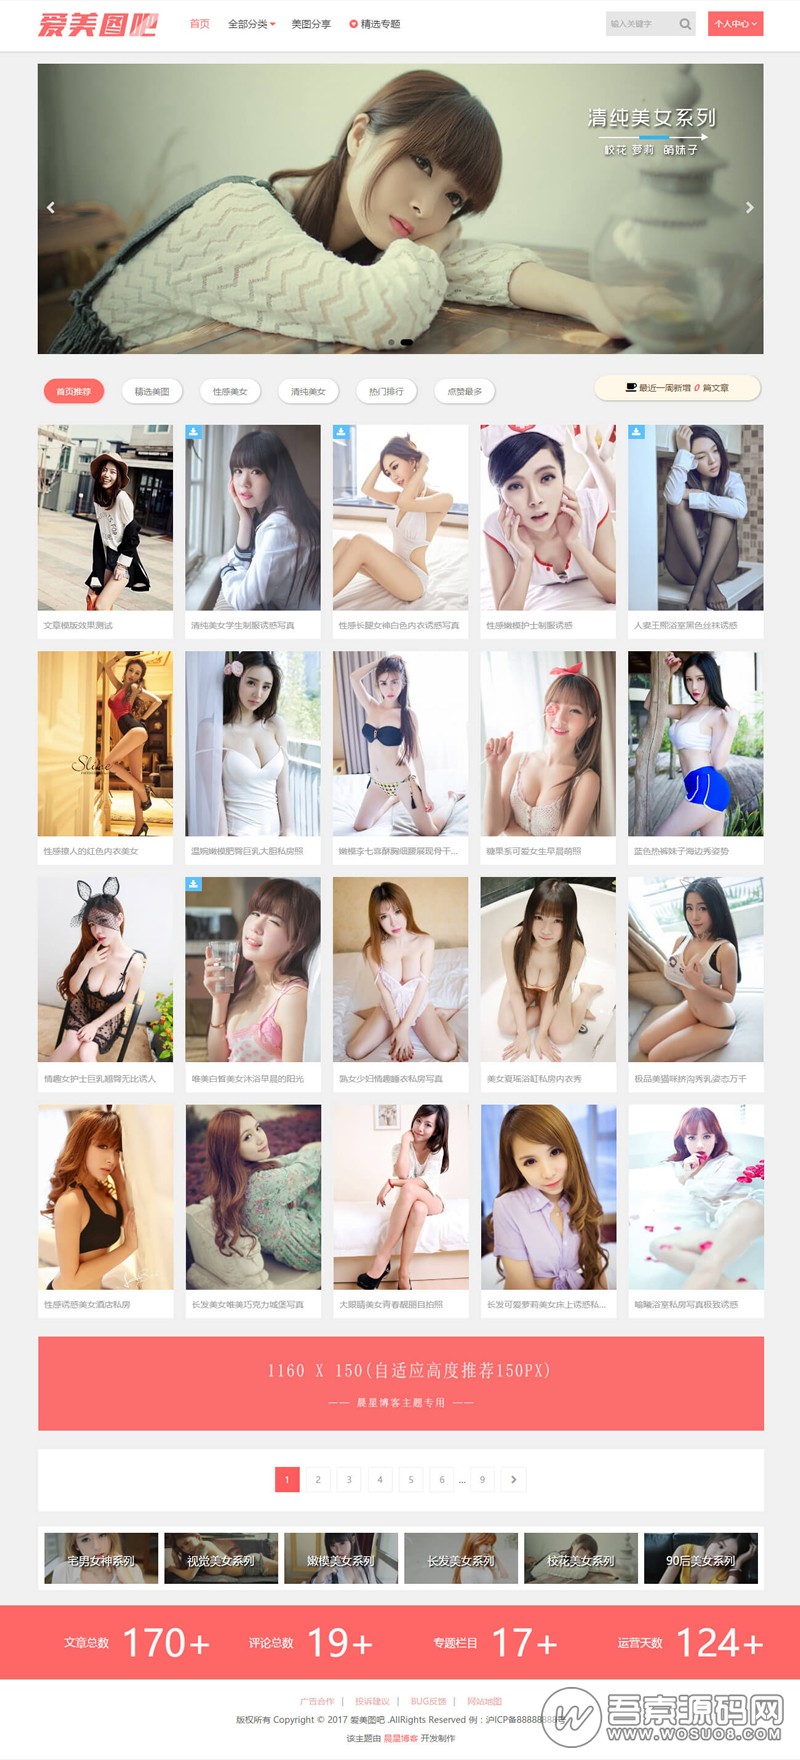 爱美图吧
首页 全部分类 美图分享 精选专题 输入关键字 个人中心
清纯美女系列
校花 萝莉 萌妹子
首页推荐 精选美图 性感美女 清纯美女 热门排行 点赞最多 最近一周新增 0 篇文章
文章模版效果测试 清纯美女学生制服诱惑写真 性感长腿女神白色内衣诱惑写真 性感嫩模护士制服诱惑 人妻王熙浴室黑色丝袜诱惑
Slive
性感撩人的红色内衣美女 温婉嫩模肥臀巨乳大胆私房照 嫩模李七喜酥胸细腰展现骨干... 糖果系可爱女生早晨萌照 蓝色热裤妹子海边秀姿势
情趣女护士巨乳翘臀无比诱人 唯美白皙美女沐浴早晨的阳光 熟女少妇情趣睡衣私房写真 美女夏瑶浴缸私房内衣秀 极品美猫咪挤沟秀乳姿态万千
性感诱惑美女酒店私房 长发美女唯美巧克力城堡写真 大眼睛美女青春靓丽自拍照 长发可爱萝莉美女床上诱惑私... 喻曦浴室私房写真极致诱惑
1160 X 150(自适应高度推荐150PX)
—— 晨星博客主题专用 ——
1 2 3 4 5 6 ... 9
宅男女神系列 视觉美女系列 嫩模美女系列 长发美女系列 校花美女系列 90后美女系列
文章总数 170+ 评论总数 19+ 专题栏目 17+ 运营天数 124+
广告合作 | 投诉建议 | BUG反馈 | 网站地图
版权所有 Copyright © 2017 爱美图吧 .AllRights Reserved 例：沪ICP备88888888号
该主题由 晨星博客 开发制作
吾索源码网
www.wosuo8.com